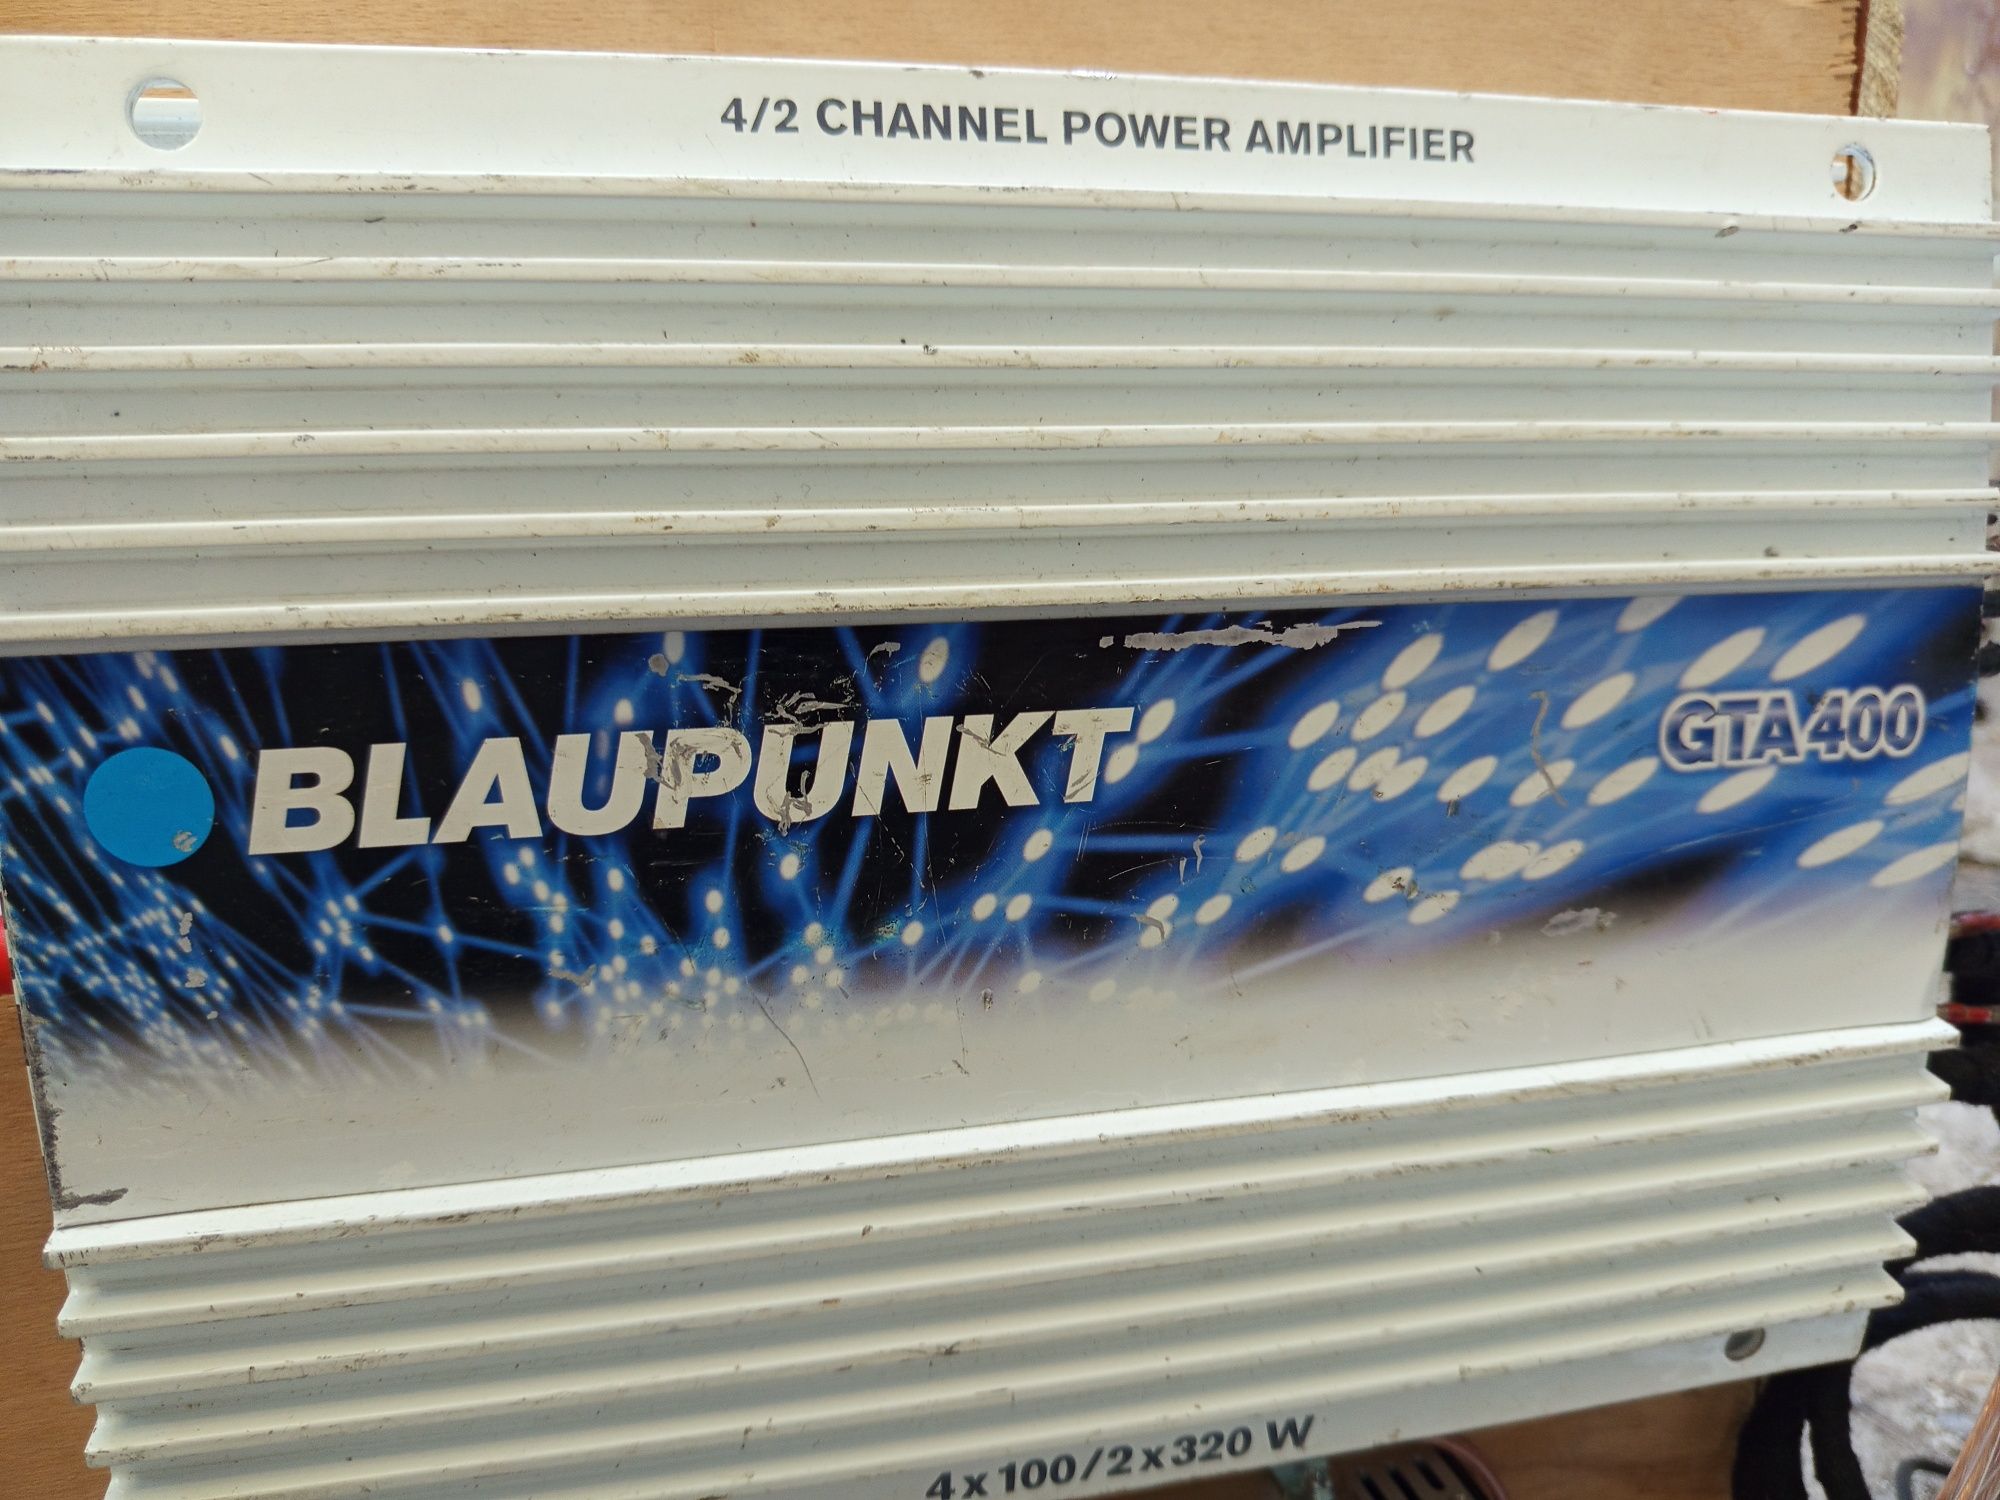 4/2 CHANNEL POWER AMPLIFIER
BLAUPUNKT
GTA 400
4 x 100 / 2 x 320 W